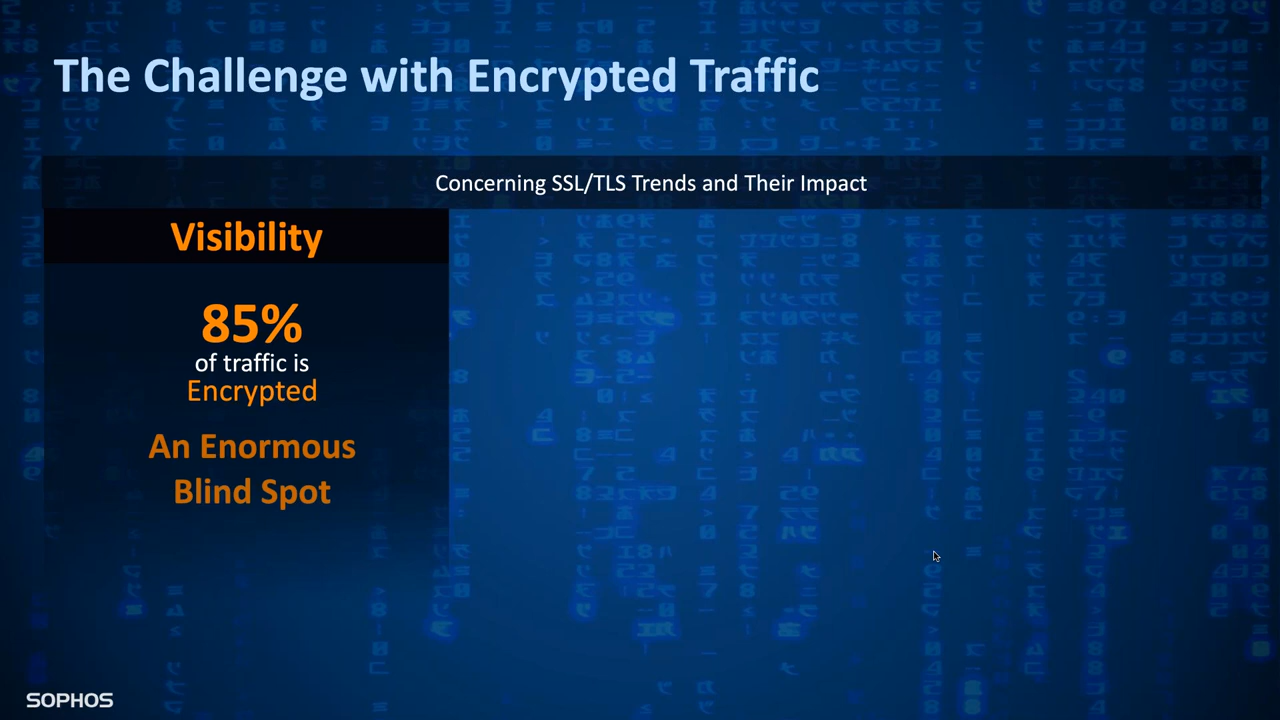 The Challenge with Encrypted Traffic
Concerning SSL/TLS Trends and Their Impact
Visibility
85%
of traffic is
Encrypted
An Enormous
Blind Spot
SOPHOS